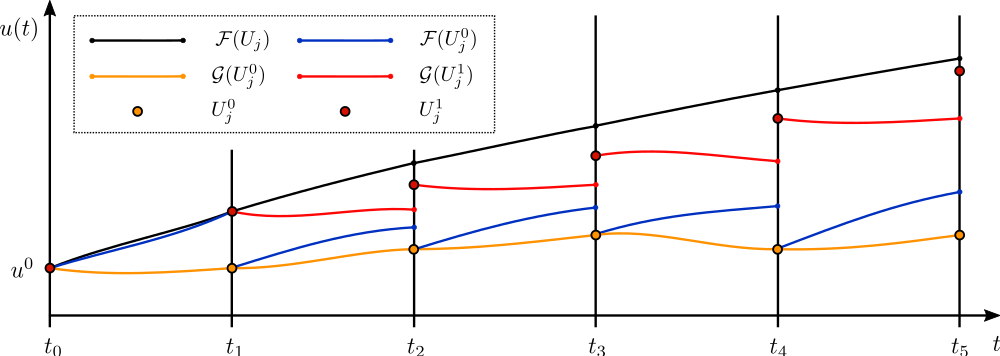 u(t)
F(U_j) F(U_j^0)
G(U_j^0) G(U_j^1)
U_j^0 U_j^1
u^0
t_0 t_1 t_2 t_3 t_4 t_5 t